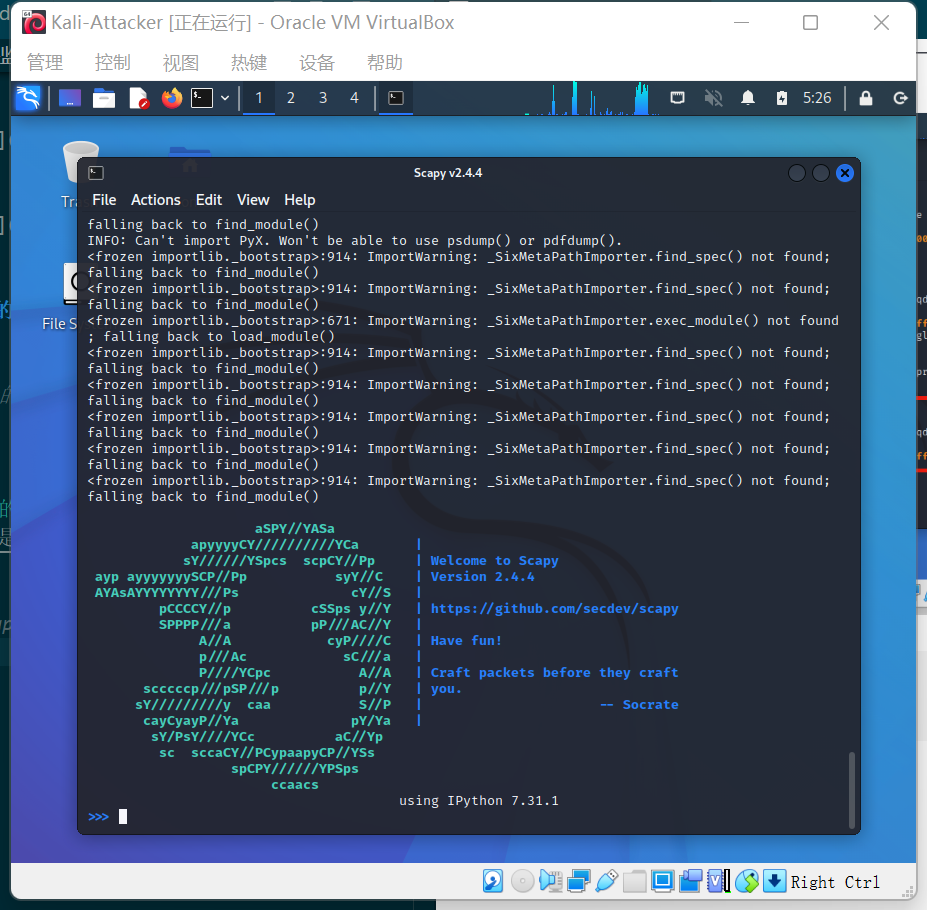 Kali-Attacker [正在运行] - Oracle VM VirtualBox
管理 控制 视图 热键 设备 帮助
1 2 3 4 5:26
Scapy v2.4.4
File Actions Edit View Help
falling back to find_module()
INFO: Can't import PyX. Won't be able to use psdump() or pdfdump().
<frozen importlib._bootstrap>:914: ImportWarning: _SixMetaPathImporter.find_spec() not found;
falling back to find_module()
<frozen importlib._bootstrap>:914: ImportWarning: _SixMetaPathImporter.find_spec() not found;
falling back to find_module()
<frozen importlib._bootstrap>:671: ImportWarning: _SixMetaPathImporter.exec_module() not found
; falling back to load_module()
<frozen importlib._bootstrap>:914: ImportWarning: _SixMetaPathImporter.find_spec() not found;
falling back to find_module()
<frozen importlib._bootstrap>:914: ImportWarning: _SixMetaPathImporter.find_spec() not found;
falling back to find_module()
<frozen importlib._bootstrap>:914: ImportWarning: _SixMetaPathImporter.find_spec() not found;
falling back to find_module()
<frozen importlib._bootstrap>:914: ImportWarning: _SixMetaPathImporter.find_spec() not found;
falling back to find_module()
<frozen importlib._bootstrap>:914: ImportWarning: _SixMetaPathImporter.find_spec() not found;
falling back to find_module()
aSPY//YASa
apyyyyCY//////////YCa |
sY//////YSpcs scpCY//Pp | Welcome to Scapy
ayp ayyyyyyySCP//Pp syY//C | Version 2.4.4
AYAsAYYYYYYYY///Ps cY//S |
pCCCCY//p cSSps y//Y | https://github.com/secdev/scapy
SPPPP///a pP///AC//Y |
A//A cyP////C | Have fun!
p///Ac sC///a |
P////YCpc A//A | Craft packets before they craft
scccccp///pSP///p p//Y | you.
sY/////////y caa S//P | -- Socrate
cayCyayP//Ya pY/Ya |
sY/PsY////YCc aC//Yp
sc sccaCY//PCypaapyCP//YSs
spCPY//////YPSps
ccaacs
using IPython 7.31.1
>>>
Right Ctrl